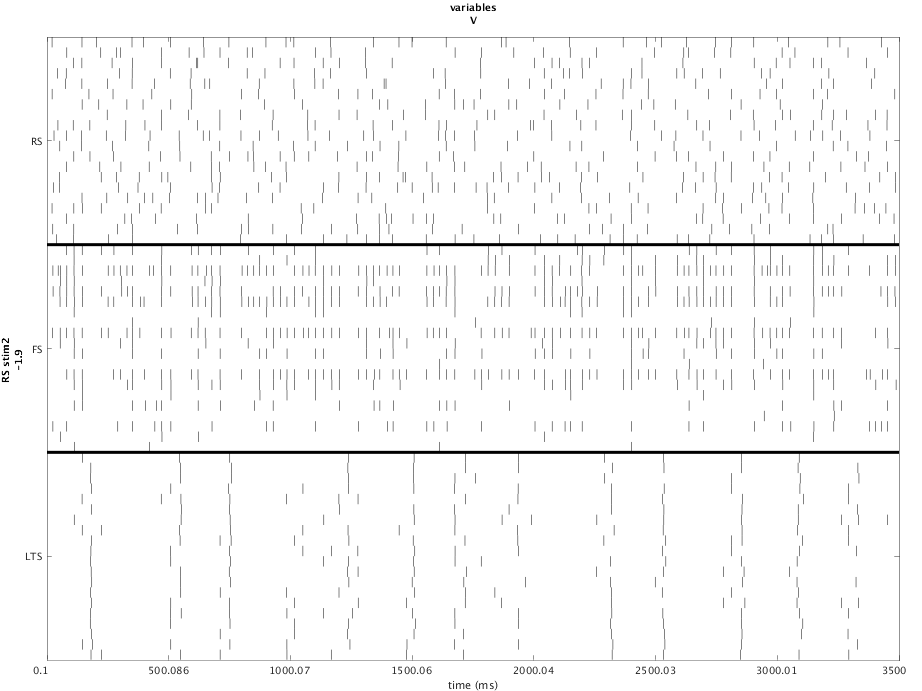 variables
V
RS
FS
LTS
RS stim2
-1.9
0.1
500.086
1000.07
1500.06
2000.04
2500.03
3000.01
3500
time (ms)